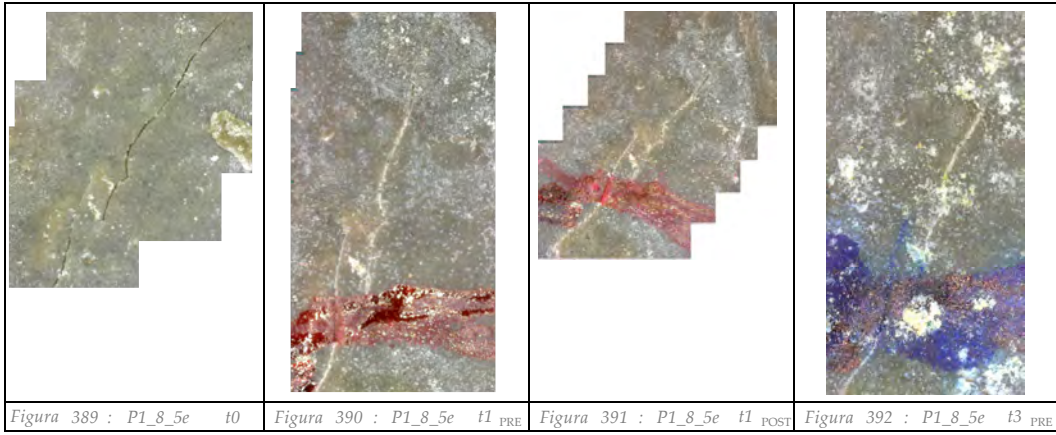 Figura 389 : P1_8_5e t0
Figura 390 : P1_8_5e t1 PRE
Figura 391 : P1_8_5e t1 POST
Figura 392 : P1_8_5e t3 PRE